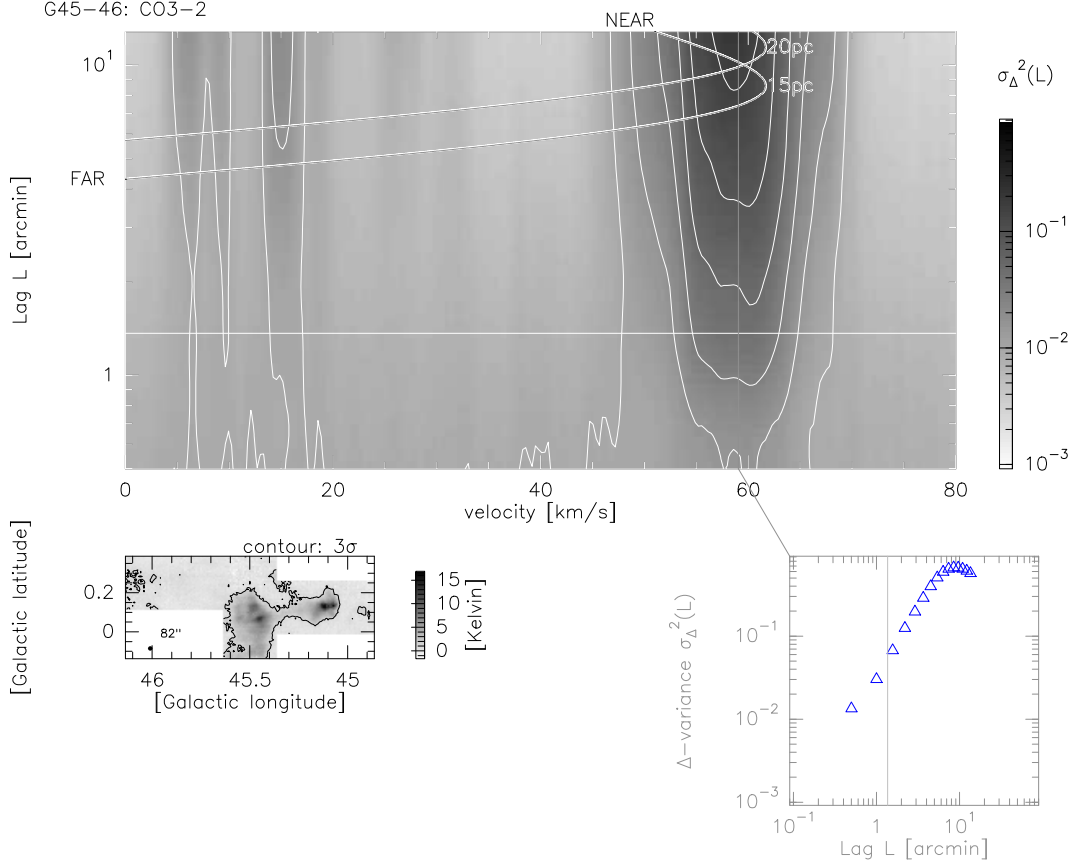 G45-46: CO3-2
NEAR
20pc
15pc
FAR
10¹
1
Lag L [arcmin]
0 20 40 60 80
velocity [km/s]
σ_Δ²(L)
10⁻¹
10⁻²
10⁻³
contour: 3σ
0.2
0
[Galactic latitude]
82"
46 45.5 45
[Galactic longitude]
15
10
5
0
[Kelvin]
Δ-variance σ_Δ²(L)
10⁻¹
10⁻²
10⁻³
10⁻¹ 1 10¹
Lag L [arcmin]